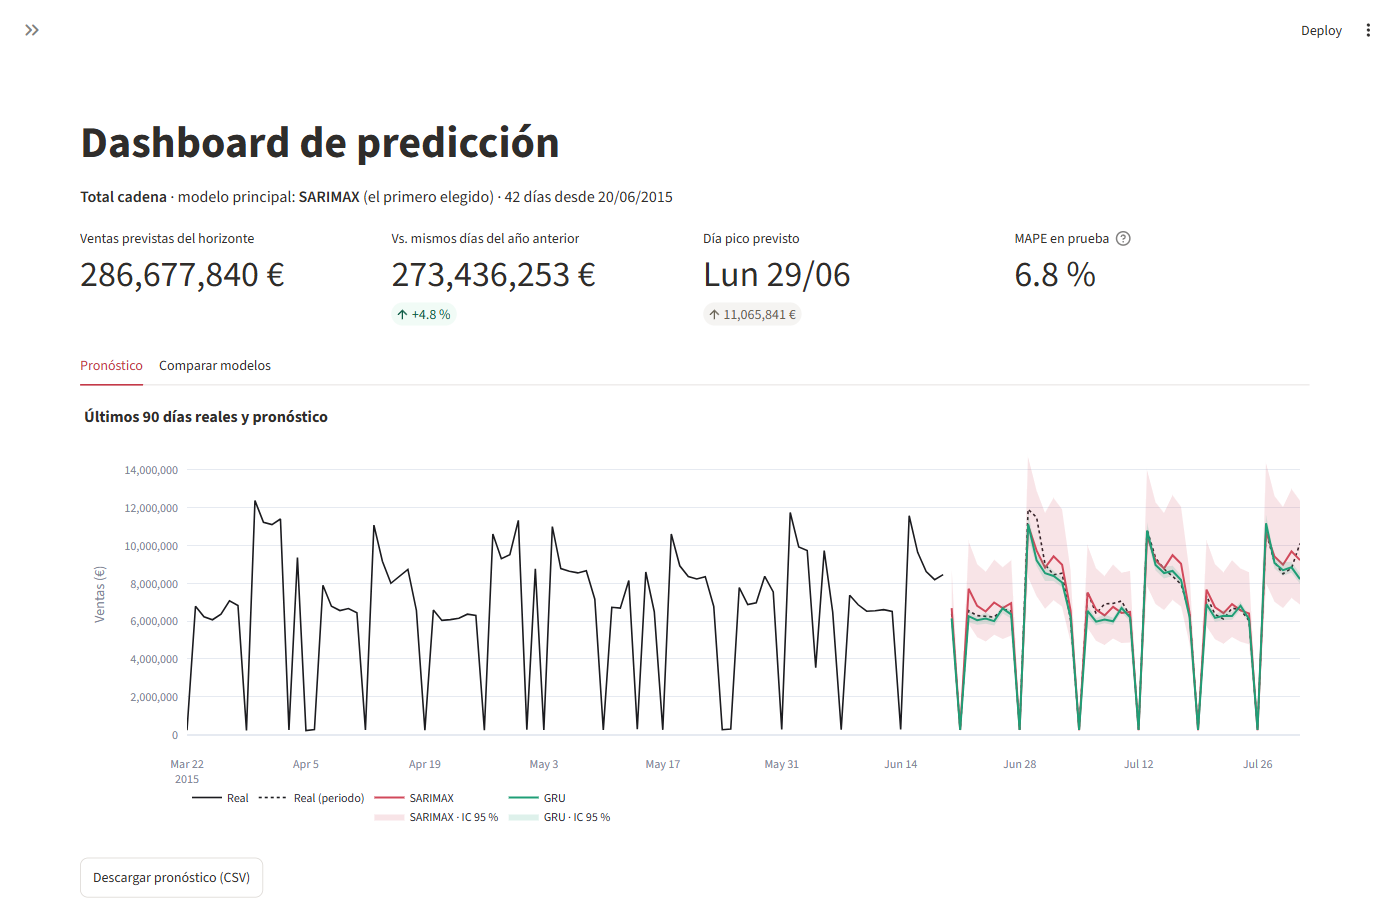 Deploy
Dashboard de predicción
Total cadena · modelo principal: SARIMAX (el primero elegido) · 42 días desde 20/06/2015
Ventas previstas del horizonte
286,677,840 €
Vs. mismos días del año anterior
273,436,253 €
↑ +4.8 %
Día pico previsto
Lun 29/06
↑ 11,065,841 €
MAPE en prueba ?
6.8 %
Pronóstico Comparar modelos
Últimos 90 días reales y pronóstico
Ventas (€)
14,000,000
12,000,000
10,000,000
8,000,000
6,000,000
4,000,000
2,000,000
0
Mar 22 Apr 5 Apr 19 May 3 May 17 May 31 Jun 14 Jun 28 Jul 12 Jul 26
2015
Real Real (periodo) SARIMAX GRU
SARIMAX · IC 95 % GRU · IC 95 %
Descargar pronóstico (CSV)